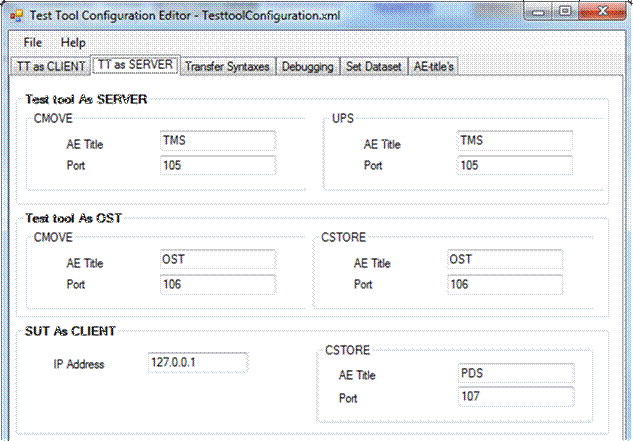 Test Tool Configuration Editor - TesttoolConfiguration.xml
File Help
TT as CLIENT TT as SERVER Transfer Syntaxes Debugging Set Dataset AE-title's
Test tool As SERVER
CMOVE UPS
AE Title TMS AE Title TMS
Port 105 Port 105
Test tool As OST
CMOVE CSTORE
AE Title OST AE Title OST
Port 106 Port 106
SUT As CLIENT
IP Address 127.0.0.1
CSTORE
AE Title PDS
Port 107